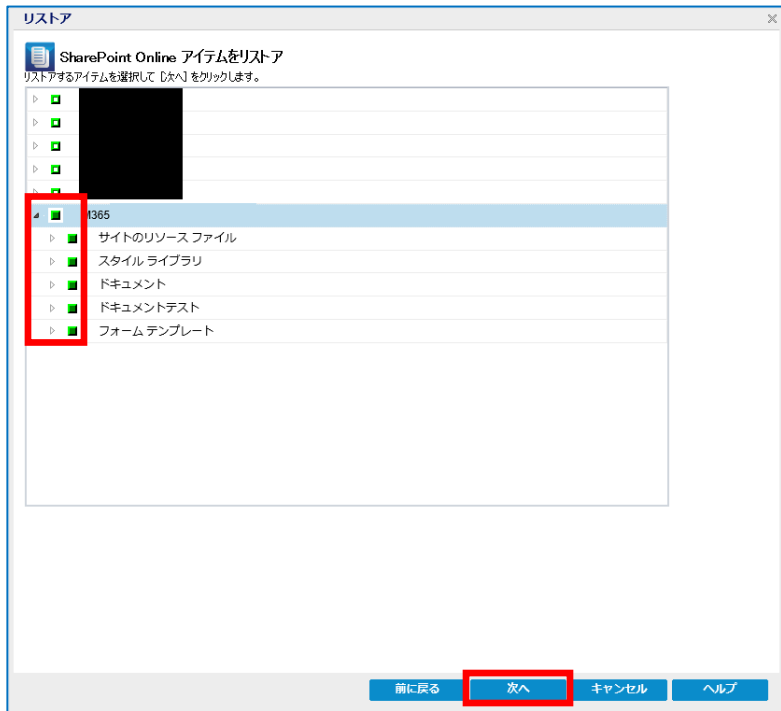 リストア
SharePoint Online アイテムをリストア
リストアするアイテムを選択して [次へ] をクリックします。
M365
サイトのリソース ファイル
スタイル ライブラリ
ドキュメント
ドキュメントテスト
フォーム テンプレート
前に戻る 次へ キャンセル ヘルプ